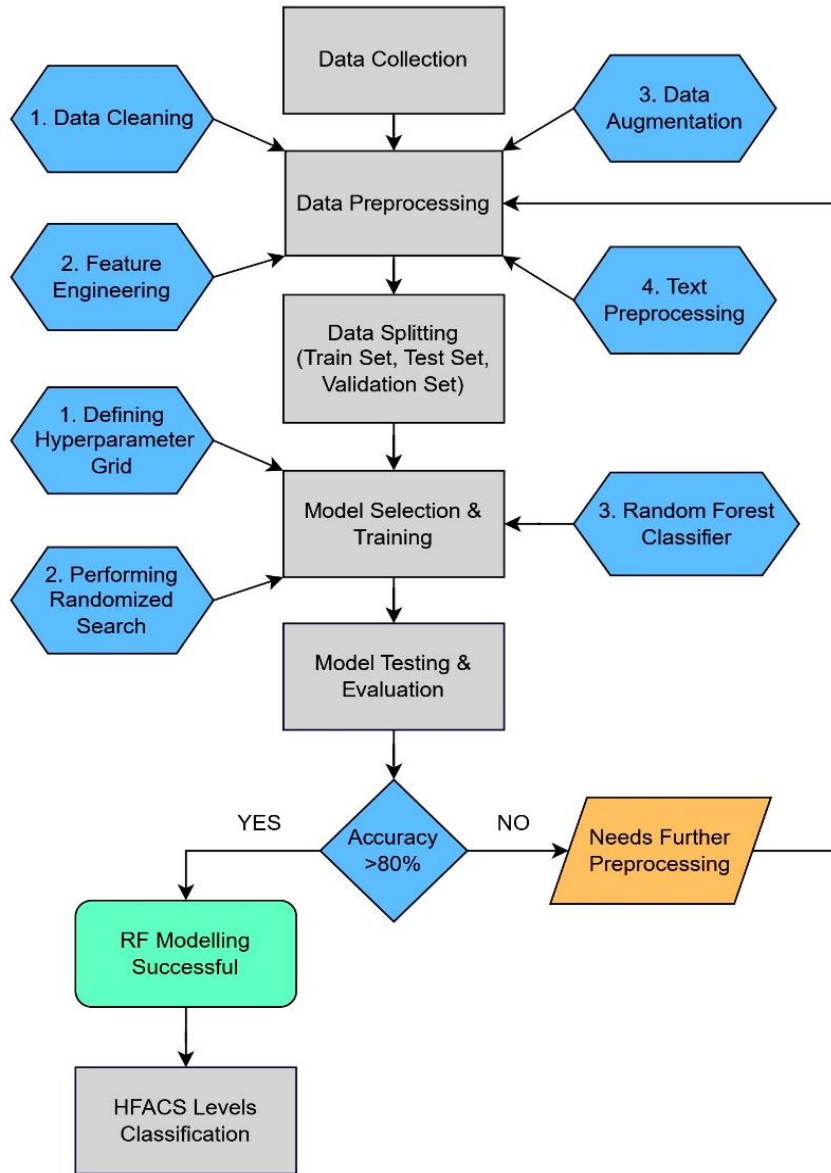 Data Collection
1. Data Cleaning
3. Data
Augmentation
Data Preprocessing
2. Feature
Engineering
4. Text
Preprocessing
Data Splitting
(Train Set, Test Set,
Validation Set)
1. Defining
Hyperparameter
Grid
Model Selection &
Training
3. Random Forest
Classifier
2. Performing
Randomized
Search
Model Testing &
Evaluation
YES
Accuracy
>80%
NO
Needs Further
Preprocessing
RF Modelling
Successful
HFACS Levels
Classification